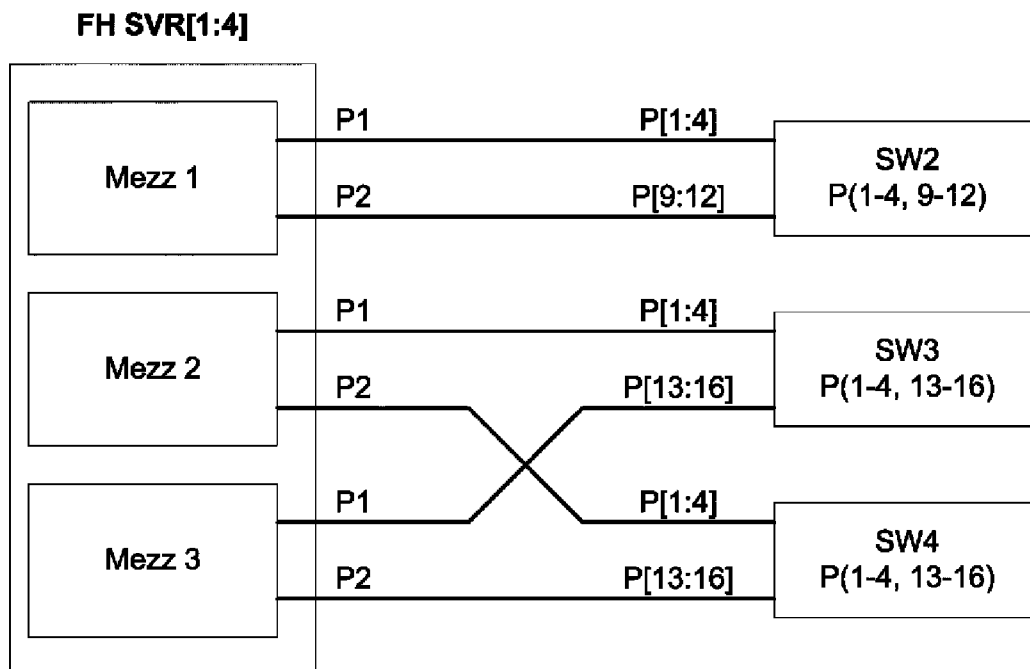 FH SVR[1:4]
Mezz 1
P1
P[1:4]
P2
P[9:12]
SW2
P(1-4, 9-12)
Mezz 2
P1
P[1:4]
P2
P[13:16]
SW3
P(1-4, 13-16)
Mezz 3
P1
P[1:4]
P2
P[13:16]
SW4
P(1-4, 13-16)